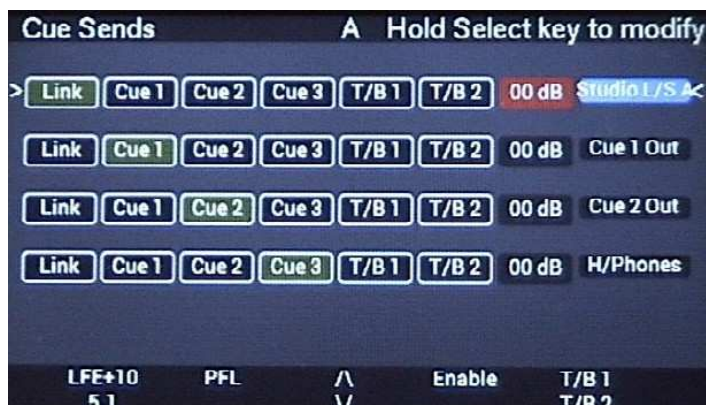 Cue Sends A Hold Select key to modify
> Link Cue 1 Cue 2 Cue 3 T/B 1 T/B 2 00 dB Studio L/S A<
Link Cue 1 Cue 2 Cue 3 T/B 1 T/B 2 00 dB Cue 1 Out
Link Cue 1 Cue 2 Cue 3 T/B 1 T/B 2 00 dB Cue 2 Out
Link Cue 1 Cue 2 Cue 3 T/B 1 T/B 2 00 dB H/Phones
LFE+10 PFL /\ Enable T/B 1
5.1 \/ T/B 2